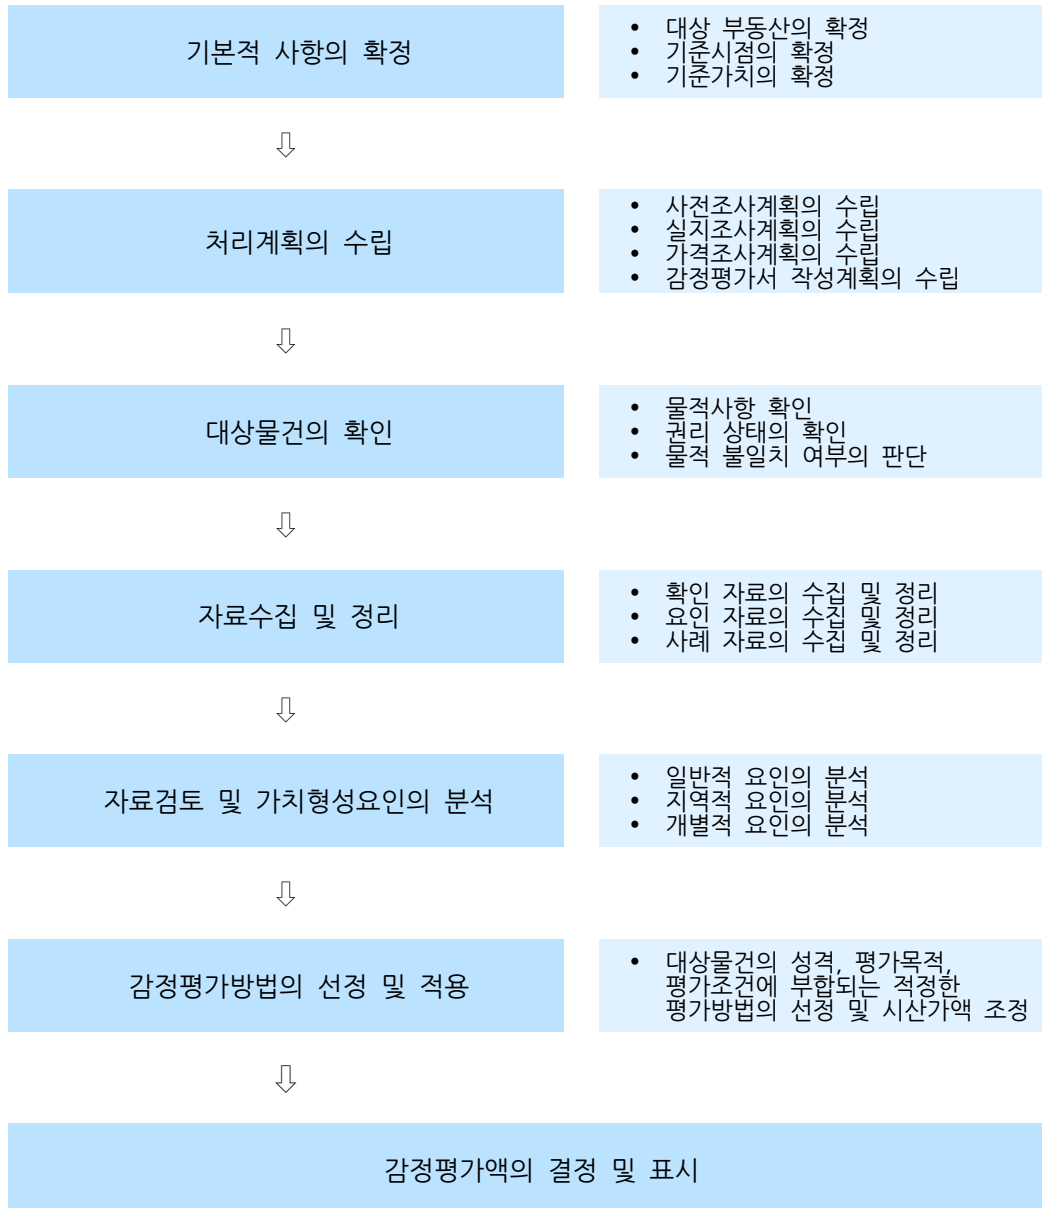 기본적 사항의 확정
• 대상 부동산의 확정
• 기준시점의 확정
• 기준가치의 확정
⇩
처리계획의 수립
• 사전조사계획의 수립
• 실지조사계획의 수립
• 가격조사계획의 수립
• 감정평가서 작성계획의 수립
⇩
대상물건의 확인
• 물적사항 확인
• 권리 상태의 확인
• 물적 불일치 여부의 판단
⇩
자료수집 및 정리
• 확인 자료의 수집 및 정리
• 요인 자료의 수집 및 정리
• 사례 자료의 수집 및 정리
⇩
자료검토 및 가치형성요인의 분석
• 일반적 요인의 분석
• 지역적 요인의 분석
• 개별적 요인의 분석
⇩
감정평가방법의 선정 및 적용
• 대상물건의 성격, 평가목적,
평가조건에 부합되는 적정한
평가방법의 선정 및 시산가액 조정
⇩
감정평가액의 결정 및 표시